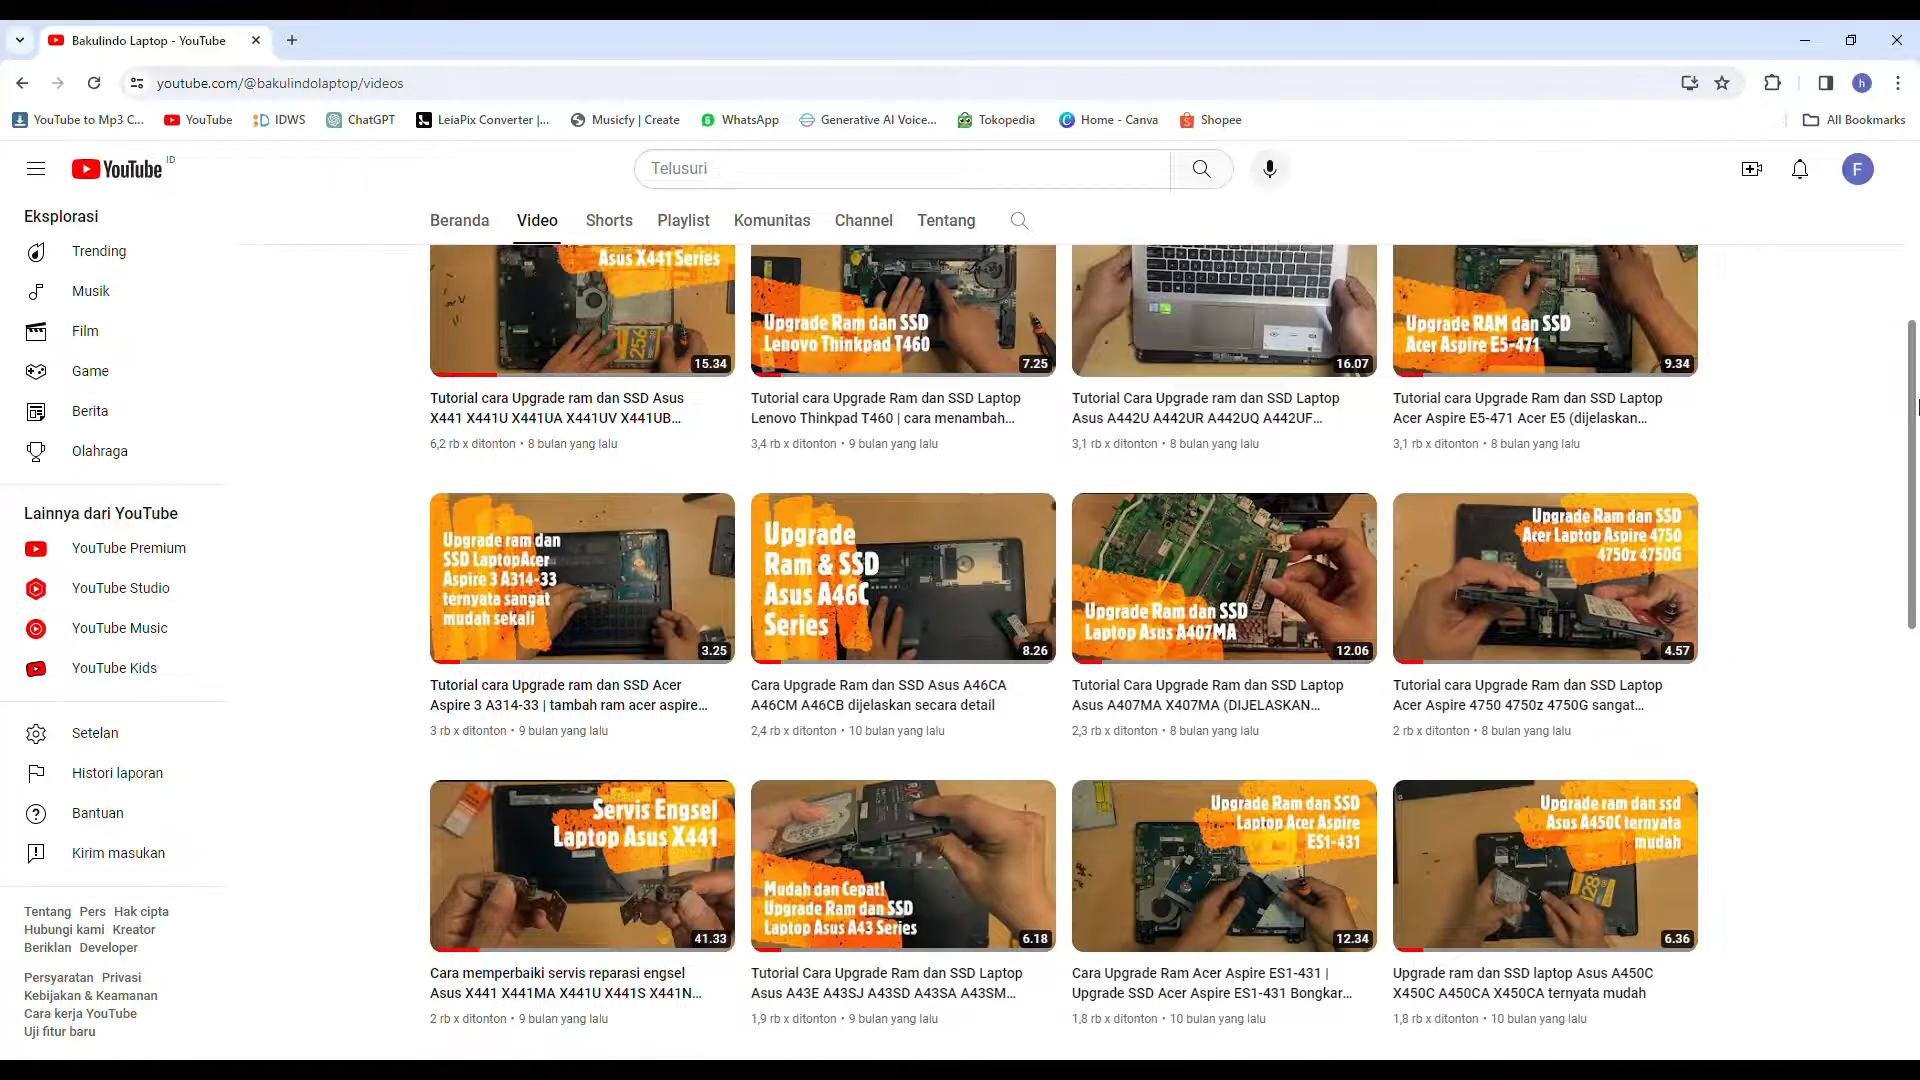 Bakulindo Laptop - YouTube
youtube.com/@bakulindolaptop/videos
YouTube to Mp3 C... YouTube IDWS ChatGPT LeiaPix Converter |... Musicfy | Create WhatsApp Generative AI Voice... Tokopedia Home - Canva Shopee All Bookmarks
YouTube ID
Telusuri
F
Eksplorasi
Trending
Musik
Film
Game
Berita
Olahraga
Lainnya dari YouTube
YouTube Premium
YouTube Studio
YouTube Music
YouTube Kids
Setelan
Histori laporan
Bantuan
Kirim masukan
Tentang Pers Hak cipta
Hubungi kami Kreator
Beriklan Developer
Persyaratan Privasi
Kebijakan & Keamanan
Cara kerja YouTube
Uji fitur baru
Beranda Video Shorts Playlist Komunitas Channel Tentang
Asus X441 Series
256
15.34
Tutorial cara Upgrade ram dan SSD Asus
X441 X441U X441UA X441UV X441UB...
6,2 rb x ditonton • 8 bulan yang lalu
Upgrade Ram dan SSD
Lenovo Thinkpad T460
7.25
Tutorial cara Upgrade Ram dan SSD Laptop
Lenovo Thinkpad T460 | cara menambah...
3,4 rb x ditonton • 9 bulan yang lalu
16.07
Tutorial Cara Upgrade ram dan SSD Laptop
Asus A442U A442UR A442UQ A442UF...
3,1 rb x ditonton • 8 bulan yang lalu
Upgrade RAM dan SSD
Acer Aspire E5-471
9.34
Tutorial cara Upgrade Ram dan SSD Laptop
Acer Aspire E5-471 Acer E5 (dijelaskan...
3,1 rb x ditonton • 8 bulan yang lalu
Upgrade ram dan
SSD LaptopAcer
Aspire 3 A314-33
ternyata sangat
mudah sekali
3.25
Tutorial cara Upgrade ram dan SSD Acer
Aspire 3 A314-33 | tambah ram acer aspire...
3 rb x ditonton • 9 bulan yang lalu
Upgrade
Ram & SSD
Asus A46C
Series
8.26
Cara Upgrade Ram dan SSD Asus A46CA
A46CM A46CB dijelaskan secara detail
2,4 rb x ditonton • 10 bulan yang lalu
Upgrade Ram dan SSD
Laptop Asus A407MA
12.06
Tutorial Cara Upgrade Ram dan SSD Laptop
Asus A407MA X407MA (DIJELASKAN...
2,3 rb x ditonton • 8 bulan yang lalu
Upgrade Ram dan SSD
Acer Laptop Aspire 4750
4750z 4750G
4.57
Tutorial cara Upgrade Ram dan SSD Laptop
Acer Aspire 4750 4750z 4750G sangat...
2 rb x ditonton • 8 bulan yang lalu
Servis Engsel
Laptop Asus X441
41.33
Cara memperbaiki servis reparasi engsel
Asus X441 X441MA X441U X441S X441N...
2 rb x ditonton • 9 bulan yang lalu
Mudah dan Cepat!
Upgrade Ram dan SSD
Laptop Asus A43 Series
6.18
Tutorial Cara Upgrade Ram dan SSD Laptop
Asus A43E A43SJ A43SD A43SA A43SM...
1,9 rb x ditonton • 9 bulan yang lalu
Upgrade Ram dan SSD
Laptop Acer Aspire
ES1-431
12.34
Cara Upgrade Ram Acer Aspire ES1-431 |
Upgrade SSD Acer Aspire ES1-431 Bongkar...
1,8 rb x ditonton • 10 bulan yang lalu
Upgrade ram dan ssd
Asus A450C ternyata
mudah
128
6.36
Upgrade ram dan SSD laptop Asus A450C
X450C A450CA X450CA ternyata mudah
1,8 rb x ditonton • 10 bulan yang lalu